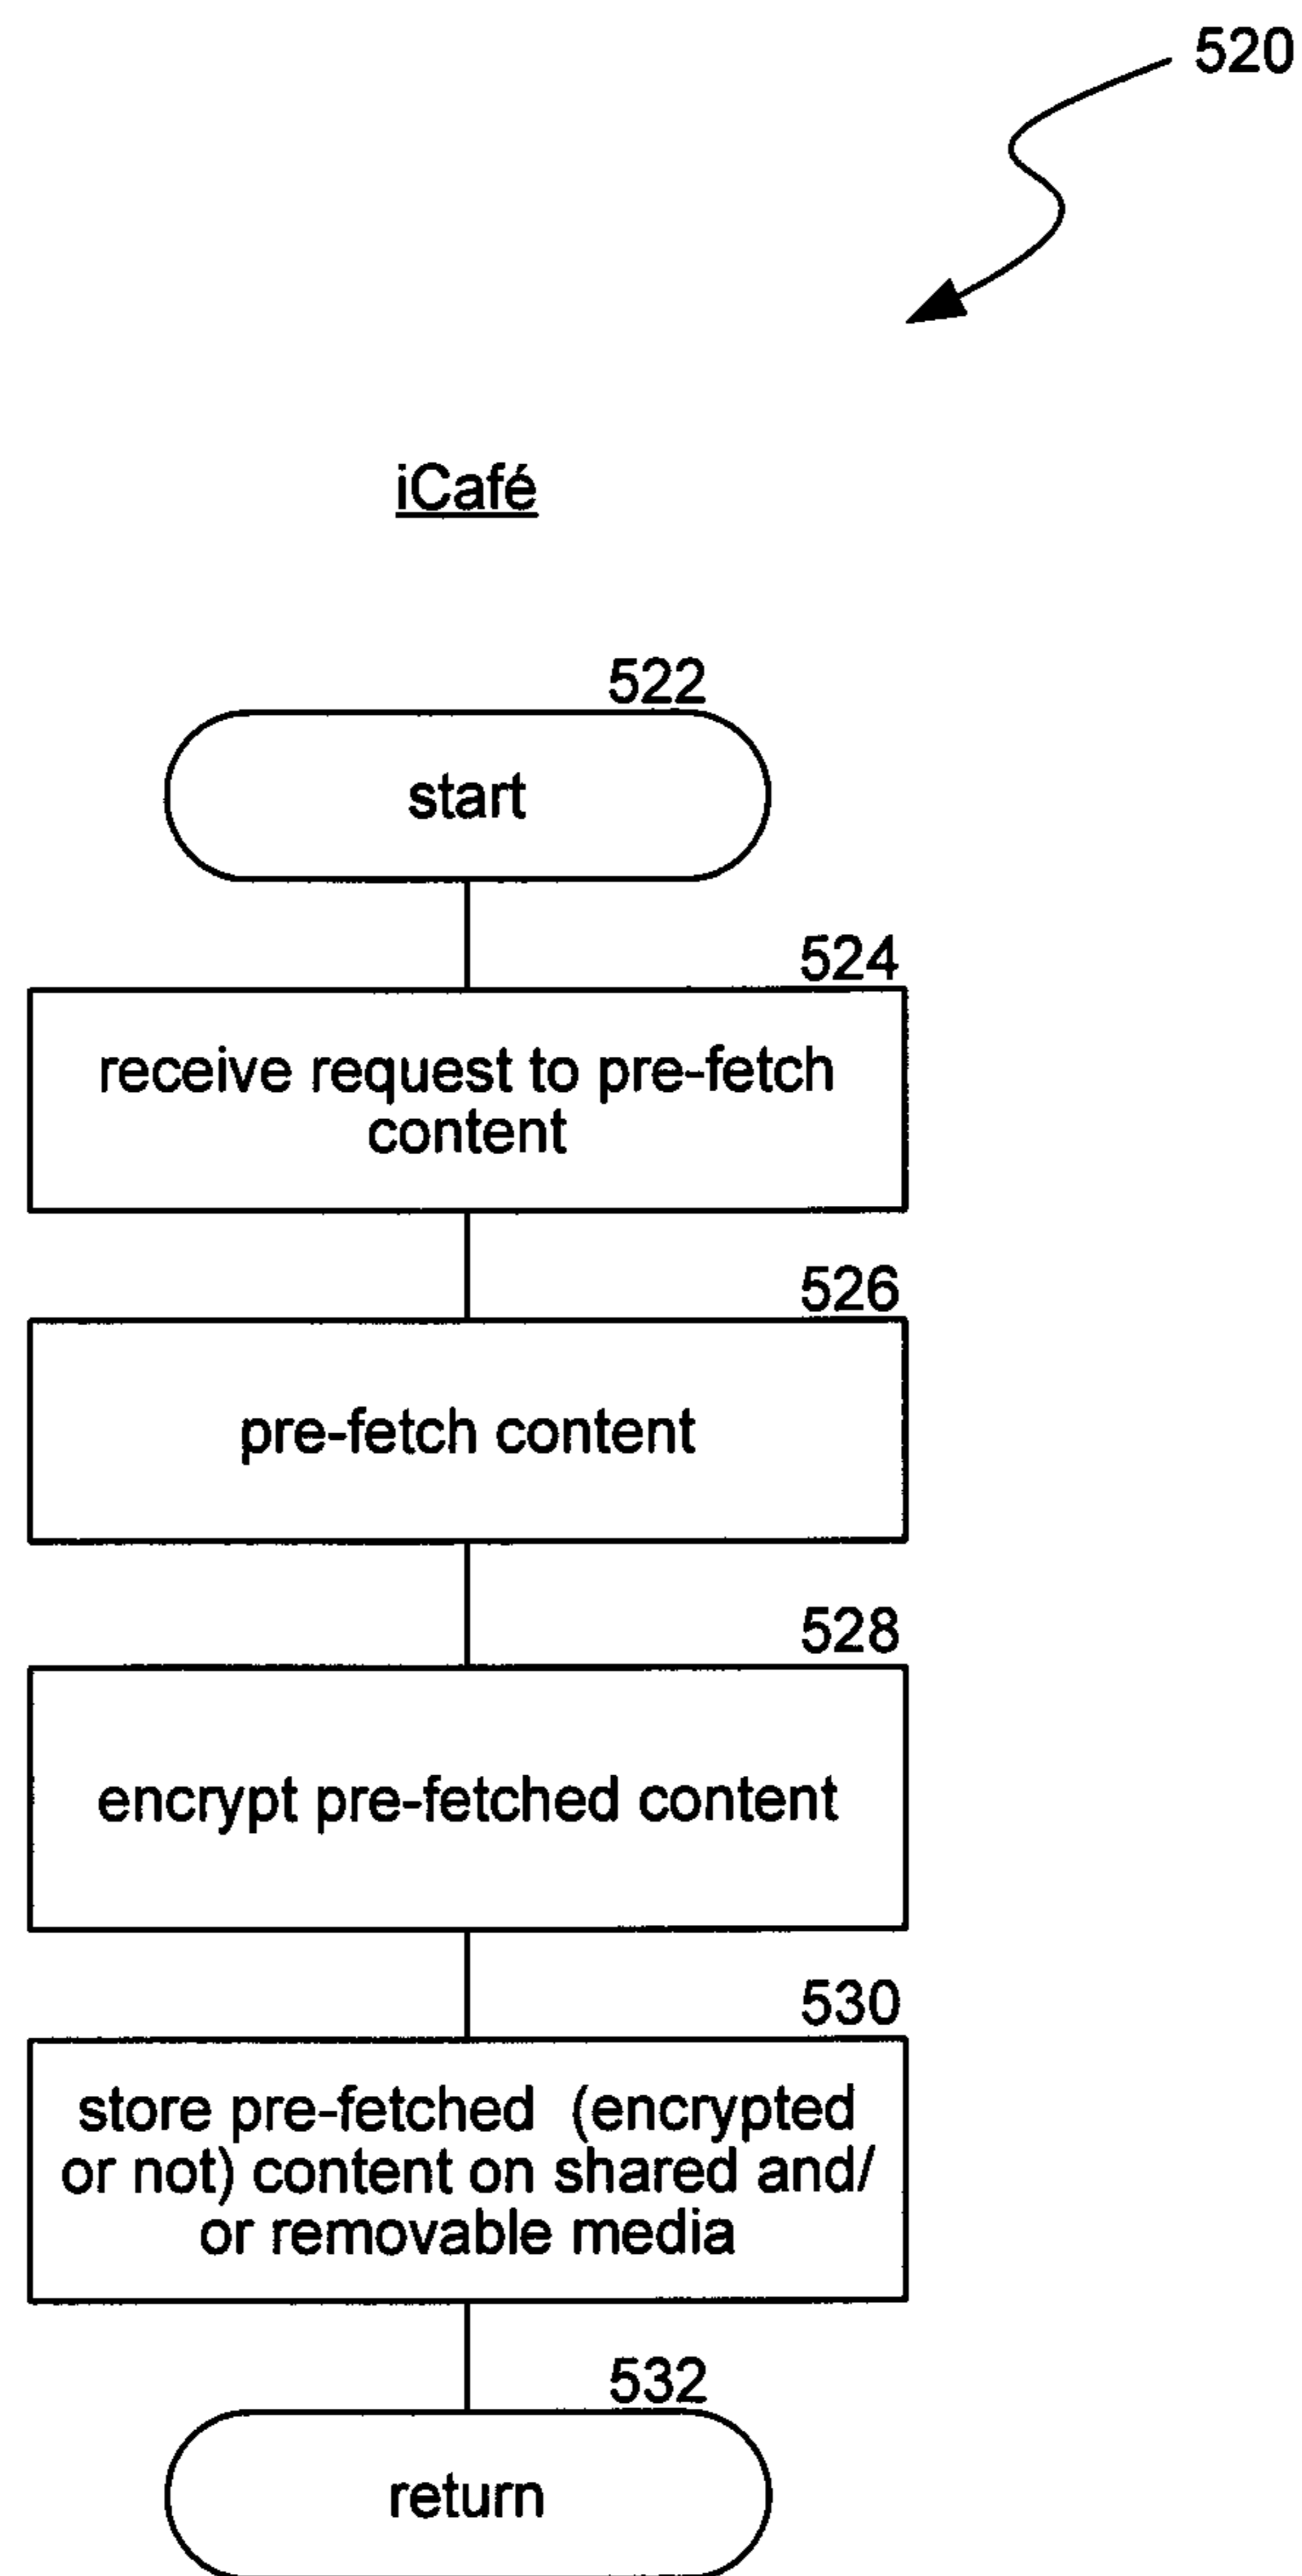 520
iCafé
522
start
524
receive request to pre-fetch
content
526
pre-fetch content
528
encrypt pre-fetched content
530
store pre-fetched (encrypted
or not) content on shared and/
or removable media
532
return